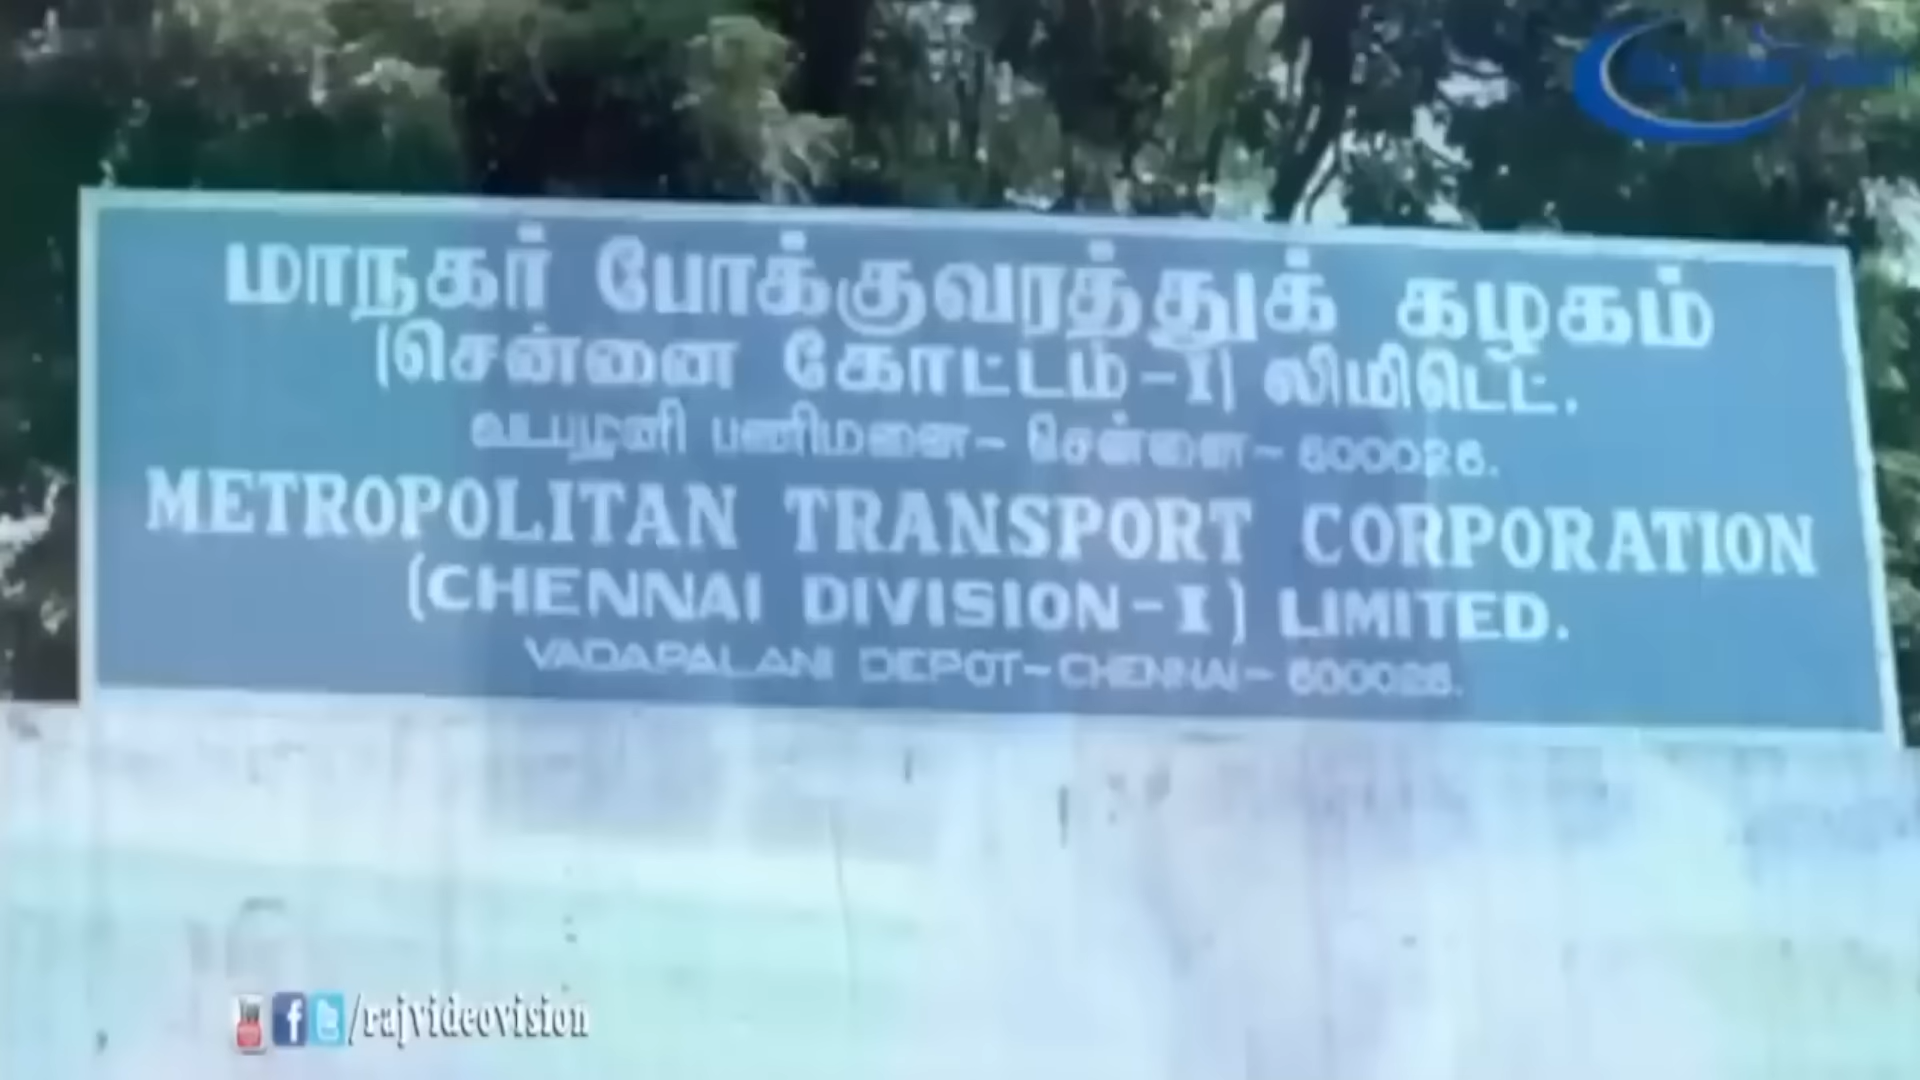 மாநகர் போக்குவரத்துக் கழகம்
(சென்னை கோட்டம்-I) லிமிடெட்.
வடபழனி பணிமனை- சென்னை- 600026.
METROPOLITAN TRANSPORT CORPORATION
(CHENNAI DIVISION-I) LIMITED.
VADAPALANI DEPOT-CHENNAI- 600026.
/rajvideovision